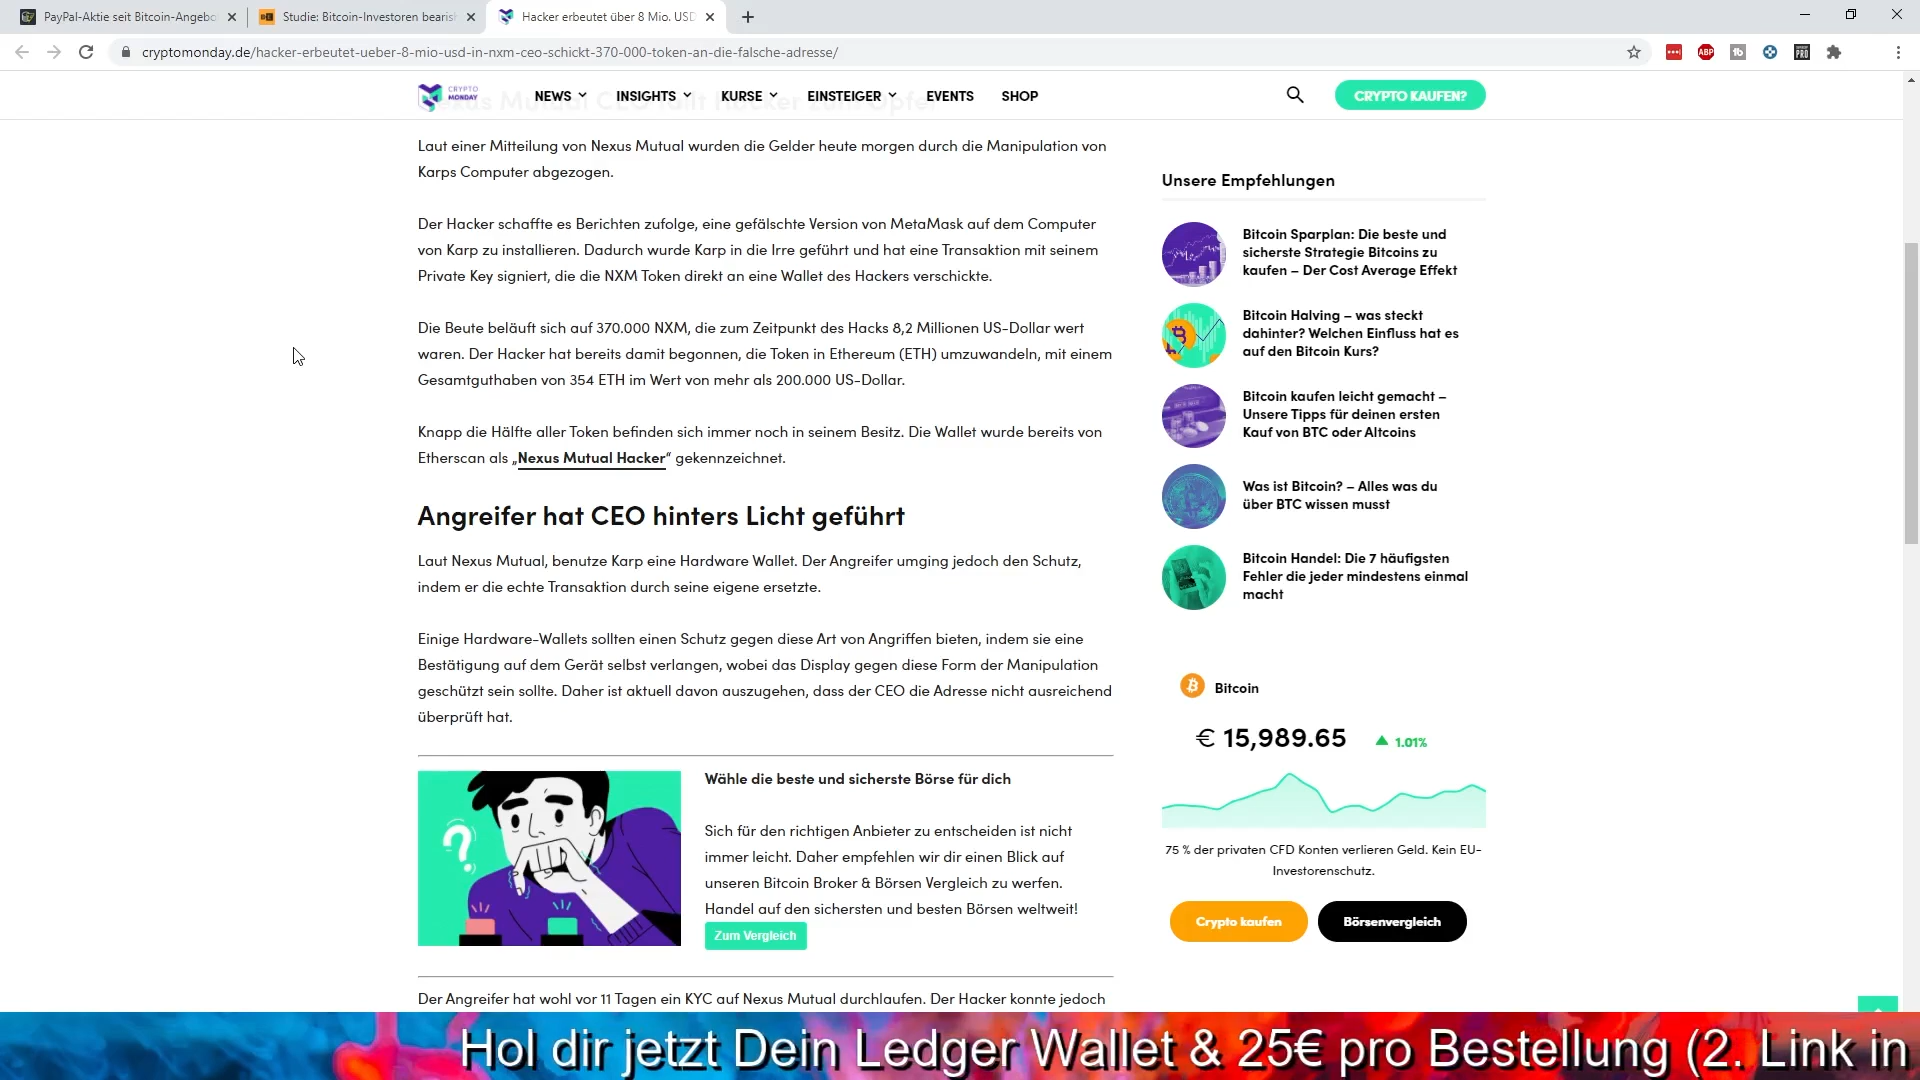 PayPal-Aktie seit Bitcoin-Angebo
Studie: Bitcoin-Investoren bearish
Hacker erbeutet über 8 Mio. USD
cryptomonday.de/hacker-erbeutet-ueber-8-mio-usd-in-nxm-ceo-schickt-370-000-token-an-die-falsche-adresse/
ABP
PRO
CRYPTO
MONDAY
NEWS
INSIGHTS
KURSE
EINSTEIGER
EVENTS
SHOP
CRYPTO KAUFEN?
Laut einer Mitteilung von Nexus Mutual wurden die Gelder heute morgen durch die Manipulation von
Karps Computer abgezogen.
Der Hacker schaffte es Berichten zufolge, eine gefälschte Version von MetaMask auf dem Computer
von Karp zu installieren. Dadurch wurde Karp in die Irre geführt und hat eine Transaktion mit seinem
Private Key signiert, die die NXM Token direkt an eine Wallet des Hackers verschickte.
Die Beute beläuft sich auf 370.000 NXM, die zum Zeitpunkt des Hacks 8,2 Millionen US-Dollar wert
waren. Der Hacker hat bereits damit begonnen, die Token in Ethereum (ETH) umzuwandeln, mit einem
Gesamtguthaben von 354 ETH im Wert von mehr als 200.000 US-Dollar.
Knapp die Hälfte aller Token befinden sich immer noch in seinem Besitz. Die Wallet wurde bereits von
Etherscan als „Nexus Mutual Hacker“ gekennzeichnet.
Angreifer hat CEO hinters Licht geführt
Laut Nexus Mutual, benutze Karp eine Hardware Wallet. Der Angreifer umging jedoch den Schutz,
indem er die echte Transaktion durch seine eigene ersetzte.
Einige Hardware-Wallets sollten einen Schutz gegen diese Art von Angriffen bieten, indem sie eine
Bestätigung auf dem Gerät selbst verlangen, wobei das Display gegen diese Form der Manipulation
geschützt sein sollte. Daher ist aktuell davon auszugehen, dass der CEO die Adresse nicht ausreichend
überprüft hat.
Wähle die beste und sicherste Börse für dich
Sich für den richtigen Anbieter zu entscheiden ist nicht
immer leicht. Daher empfehlen wir dir einen Blick auf
unseren Bitcoin Broker & Börsen Vergleich zu werfen.
Handel auf den sichersten und besten Börsen weltweit!
Zum Vergleich
Der Angreifer hat wohl vor 11 Tagen ein KYC auf Nexus Mutual durchlaufen. Der Hacker konnte jedoch
Unsere Empfehlungen
Bitcoin Sparplan: Die beste und
sicherste Strategie Bitcoins zu
kaufen – Der Cost Average Effekt
Bitcoin Halving – was steckt
dahinter? Welchen Einfluss hat es
auf den Bitcoin Kurs?
Bitcoin kaufen leicht gemacht –
Unsere Tipps für deinen ersten
Kauf von BTC oder Altcoins
Was ist Bitcoin? – Alles was du
über BTC wissen musst
Bitcoin Handel: Die 7 häufigsten
Fehler die jeder mindestens einmal
macht
Bitcoin
€ 15,989.65
1.01%
75 % der privaten CFD Konten verlieren Geld. Kein EU-
Investorenschutz.
Crypto kaufen
Börsenvergleich
Hol dir jetzt Dein Ledger Wallet & 25€ pro Bestellung (2. Link in